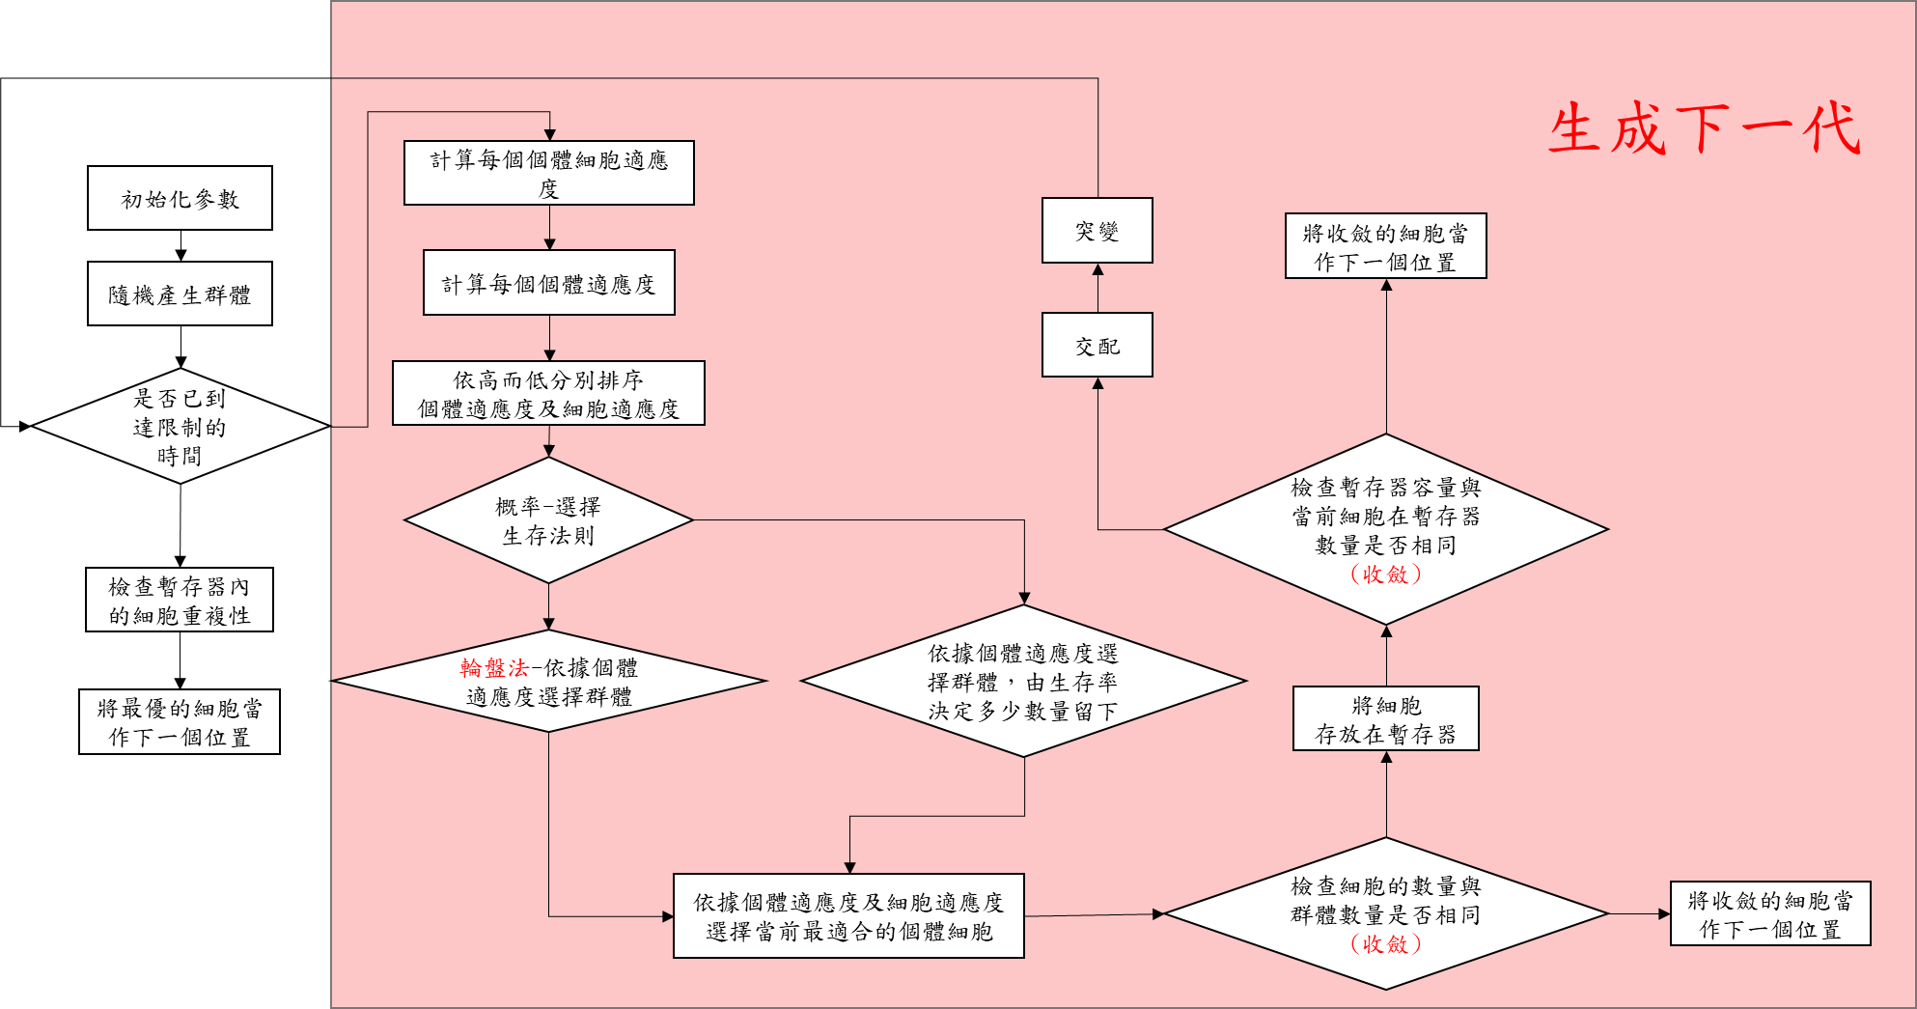 生成下一代
初始化參數
隨機產生群體
是否已到
達限制的
時間
檢查暫存器內
的細胞重複性
將最優的細胞當
作下一個位置
計算每個個體細胞適應
度
計算每個個體適應度
依高而低分別排序
個體適應度及細胞適應度
概率-選擇
生存法則
輪盤法-依據個體
適應度選擇群體
依據個體適應度選
擇群體，由生存率
決定多少數量留下
依據個體適應度及細胞適應度
選擇當前最適合的個體細胞
檢查細胞的數量與
群體數量是否相同
（收斂）
將收斂的細胞當
作下一個位置
將細胞
存放在暫存器
檢查暫存器容量與
當前細胞在暫存器
數量是否相同
（收斂）
將收斂的細胞當
作下一個位置
交配
突變